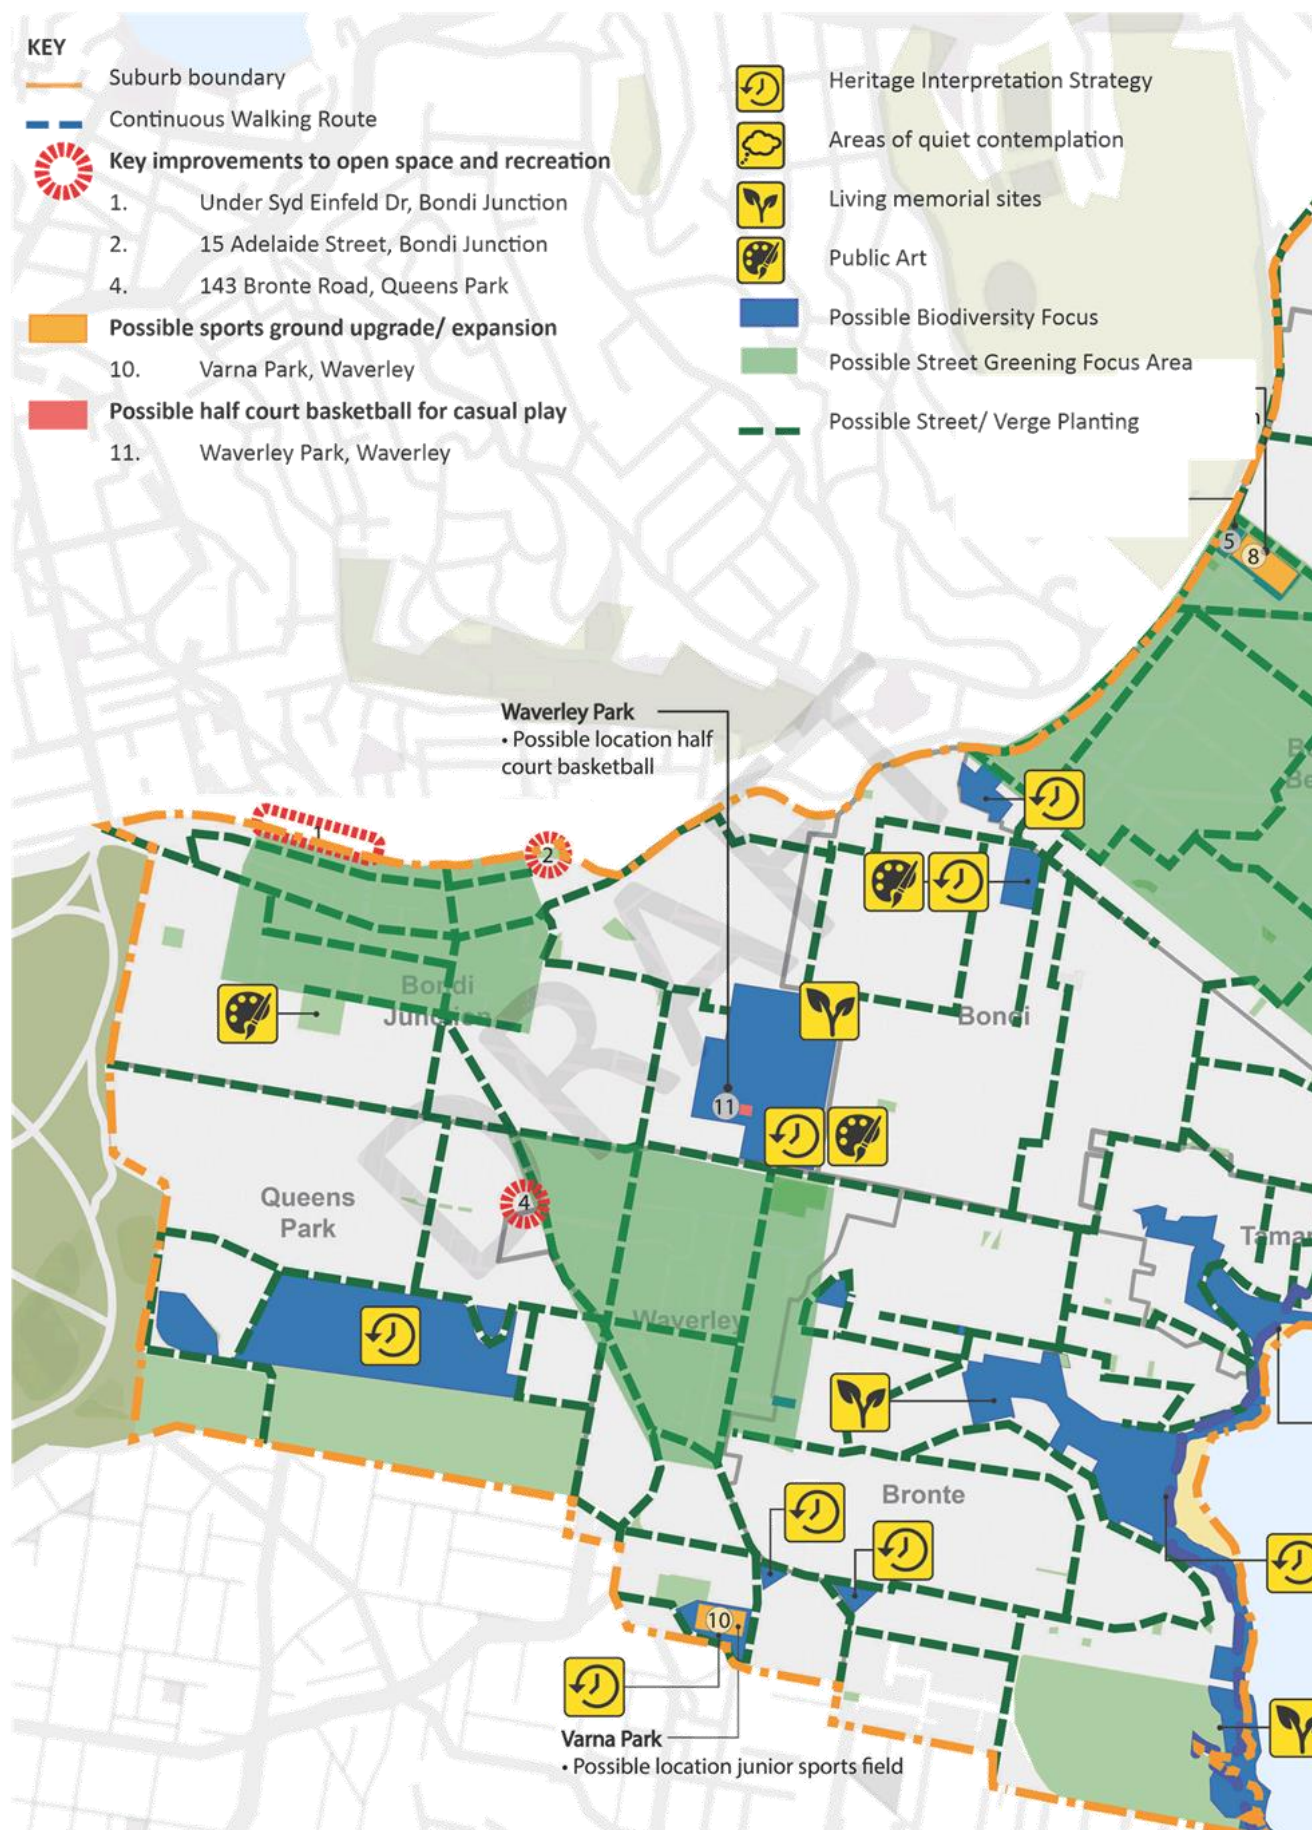 KEY
Suburb boundary
Continuous Walking Route
Key improvements to open space and recreation
1. Under Syd Einfeld Dr, Bondi Junction
2. 15 Adelaide Street, Bondi Junction
4. 143 Bronte Road, Queens Park
Possible sports ground upgrade/ expansion
10. Varna Park, Waverley
Possible half court basketball for casual play
11. Waverley Park, Waverley
Heritage Interpretation Strategy
Areas of quiet contemplation
Living memorial sites
Public Art
Possible Biodiversity Focus
Possible Street Greening Focus Area
Possible Street/ Verge Planting
5
8
Waverley Park
• Possible location half
court basketball
1
2
DRAFT
Bondi
Junction
Bondi
11
Queens
Park
4
Waverley
Bronte
10
Varna Park
• Possible location junior sports field